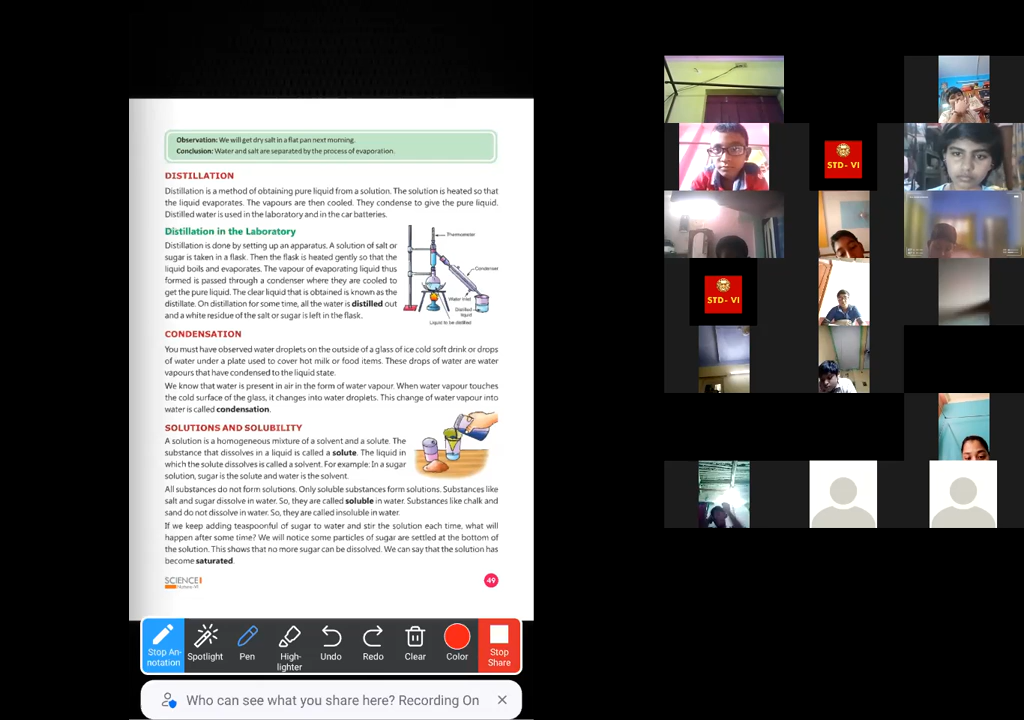 Observation: We will get dry salt in a flat pan next morning.
Conclusion: Water and salt are separated by the process of evaporation.
DISTILLATION
Distillation is a method of obtaining pure liquid from a solution. The solution is heated so that
the liquid evaporates. The vapours are then cooled. They condense to give the pure liquid.
Distilled water is used in the laboratory and in the car batteries.
Distillation in the Laboratory
Distillation is done by setting up an apparatus. A solution of salt or
sugar is taken in a flask. Then the flask is heated gently so that the
liquid boils and evaporates. The vapour of evaporating liquid thus
formed is passed through a condenser where they are cooled to
get the pure liquid. The clear liquid that is obtained is known as the
distillate. On distillation for some time, all the water is distilled out
and a white residue of the salt or sugar is left in the flask.
Thermometer
Condenser
Water inlet
Distilled
liquid
Liquid to be distilled
CONDENSATION
You must have observed water droplets on the outside of a glass of ice cold soft drink or drops
of water under a plate used to cover hot milk or food items. These drops of water are water
vapours that have condensed to the liquid state.
We know that water is present in air in the form of water vapour. When water vapour touches
the cold surface of the glass, it changes into water droplets. This change of water vapour into
water is called condensation.
SOLUTIONS AND SOLUBILITY
A solution is a homogeneous mixture of a solvent and a solute. The
substance that dissolves in a liquid is called a solute. The liquid in
which the solute dissolves is called a solvent. For example: In a sugar
solution, sugar is the solute and water is the solvent.
All substances do not form solutions. Only soluble substances form solutions. Substances like
salt and sugar dissolve in water. So, they are called soluble in water. Substances like chalk and
sand do not dissolve in water. So, they are called insoluble in water.
If we keep adding teaspoonful of sugar to water and stir the solution each time, what will
happen after some time? We will notice some particles of sugar are settled at the bottom of
the solution. This shows that no more sugar can be dissolved. We can say that the solution has
become saturated.
SCIENCE
49
Stop An-
notation
Spotlight
Pen
High-
lighter
Undo
Redo
Clear
Color
Stop
Share
Who can see what you share here? Recording On
STD- VI
STD- VI